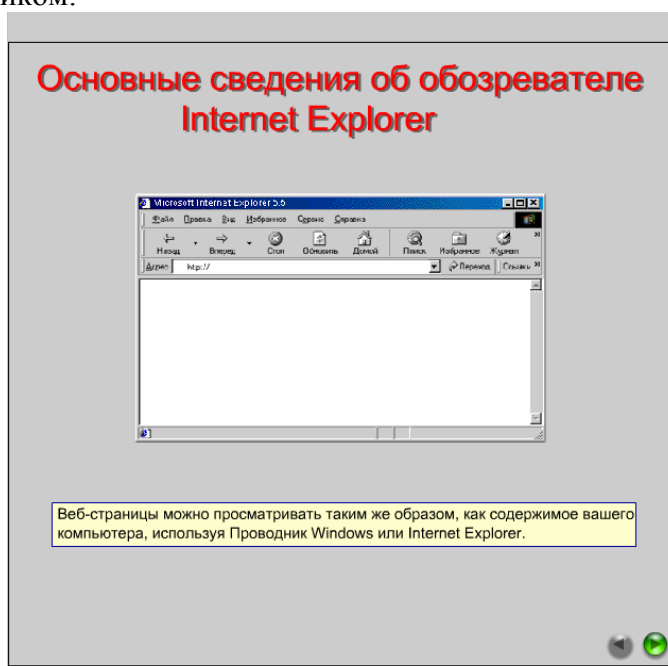 иком.
Основные сведения об обозревателе
Internet Explorer
Microsoft Internet Explorer 5.5
Файл Правка Вид Избранное Сервис Справка
Назад Вперед Стоп Обновить Домой Поиск Избранное Журнал
Адрес http:// Переход Ссылки
Веб-страницы можно просматривать таким же образом, как содержимое вашего
компьютера, используя Проводник Windows или Internet Explorer.